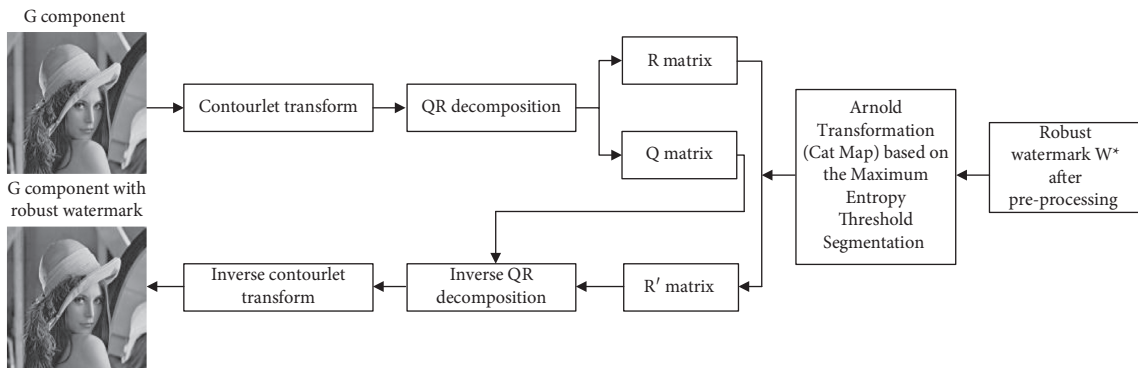 G component
Contourlet transform
QR decomposition
R matrix
Q matrix
Arnold
Transformation
(Cat Map) based on
the Maximum
Entropy
Threshold
Segmentation
Robust
watermark W*
after
pre-processing
G component with
robust watermark
Inverse contourlet
transform
Inverse QR
decomposition
R′ matrix